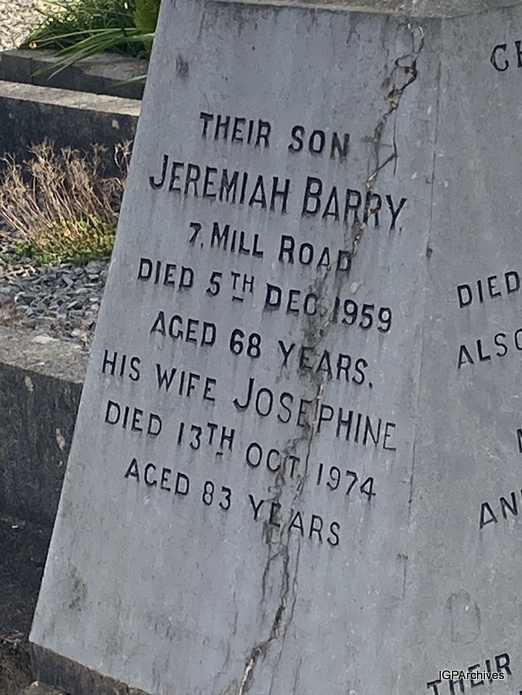 THEIR SON
JEREMIAH BARRY,
7, MILL ROAD
DIED 5TH DEC 1959
AGED 68 YEARS.
HIS WIFE JOSEPHINE
DIED 13TH OCT 1974
AGED 83 YEARS
DIED
ALSO
THEIR
IGPArchives